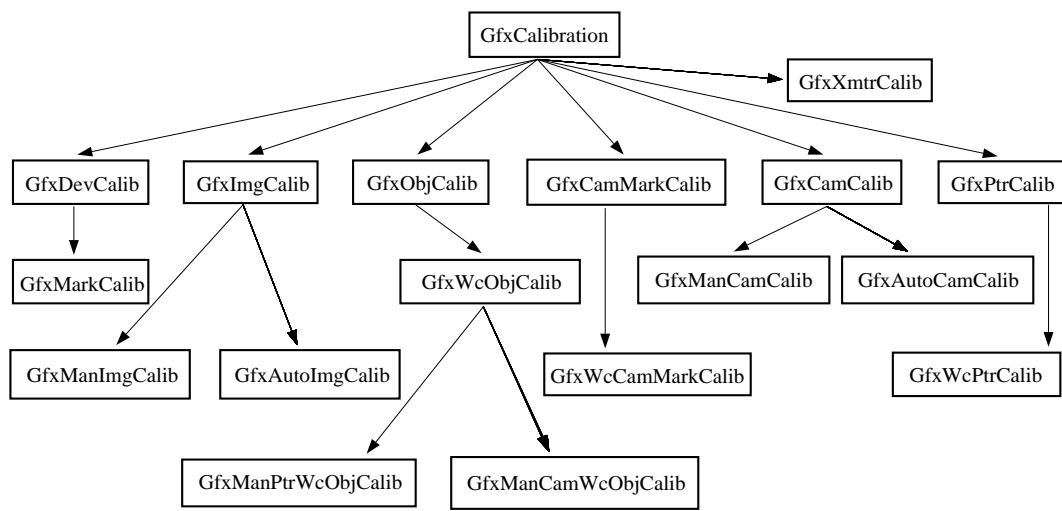 GfxCalibration
GfxXmtrCalib
GfxDevCalib
GfxImgCalib
GfxObjCalib
GfxCamMarkCalib
GfxCamCalib
GfxPtrCalib
GfxMarkCalib
GfxWcObjCalib
GfxManCamCalib
GfxAutoCamCalib
GfxManImgCalib
GfxAutoImgCalib
GfxWcCamMarkCalib
GfxWcPtrCalib
GfxManPtrWcObjCalib
GfxManCamWcObjCalib